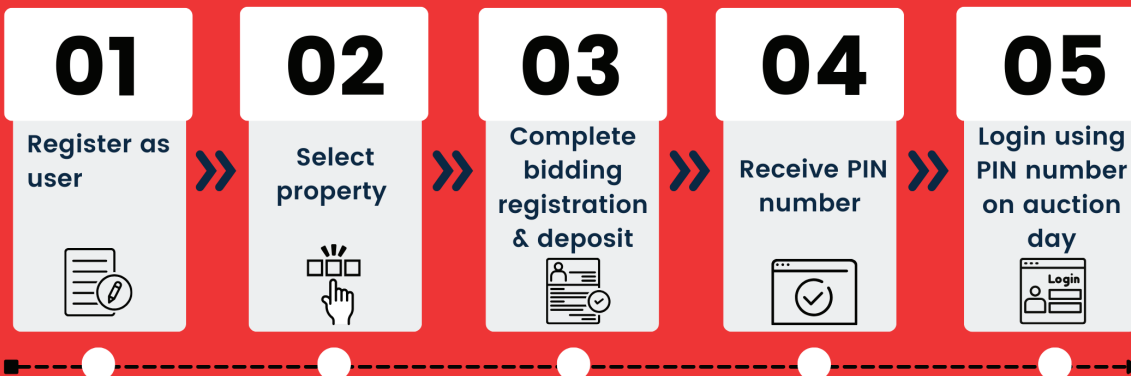 01
Register as
user
02
Select
property
03
Complete
bidding
registration
& deposit
04
Receive PIN
number
05
Login using
PIN number
on auction
day
Login